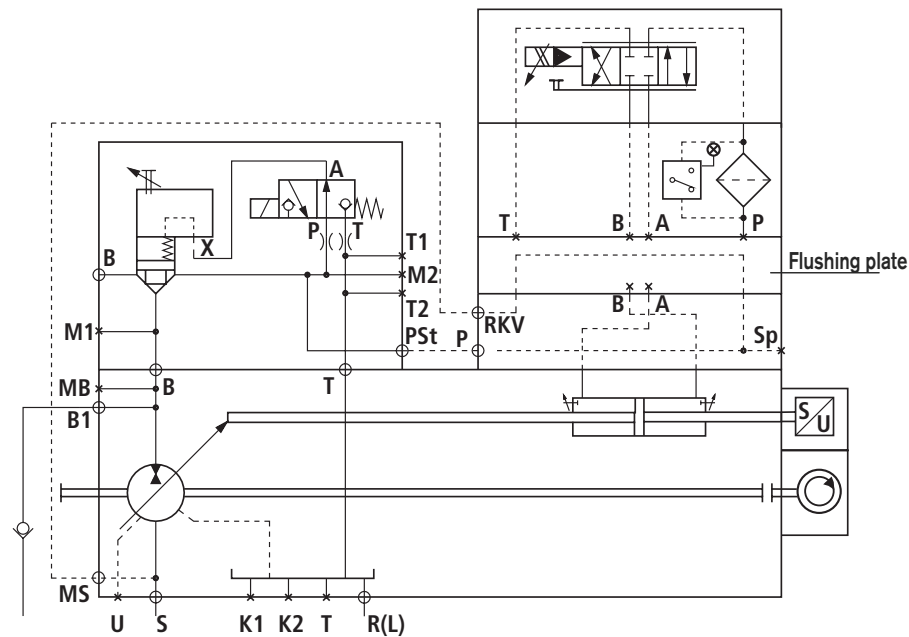 T B A P
A
P T
X
T1
B
M2
T2
Flushing plate
B A
RKV
M1
PSt P
Sp
MB B T
B1
S
U
MS
U S K1 K2 T R(L)